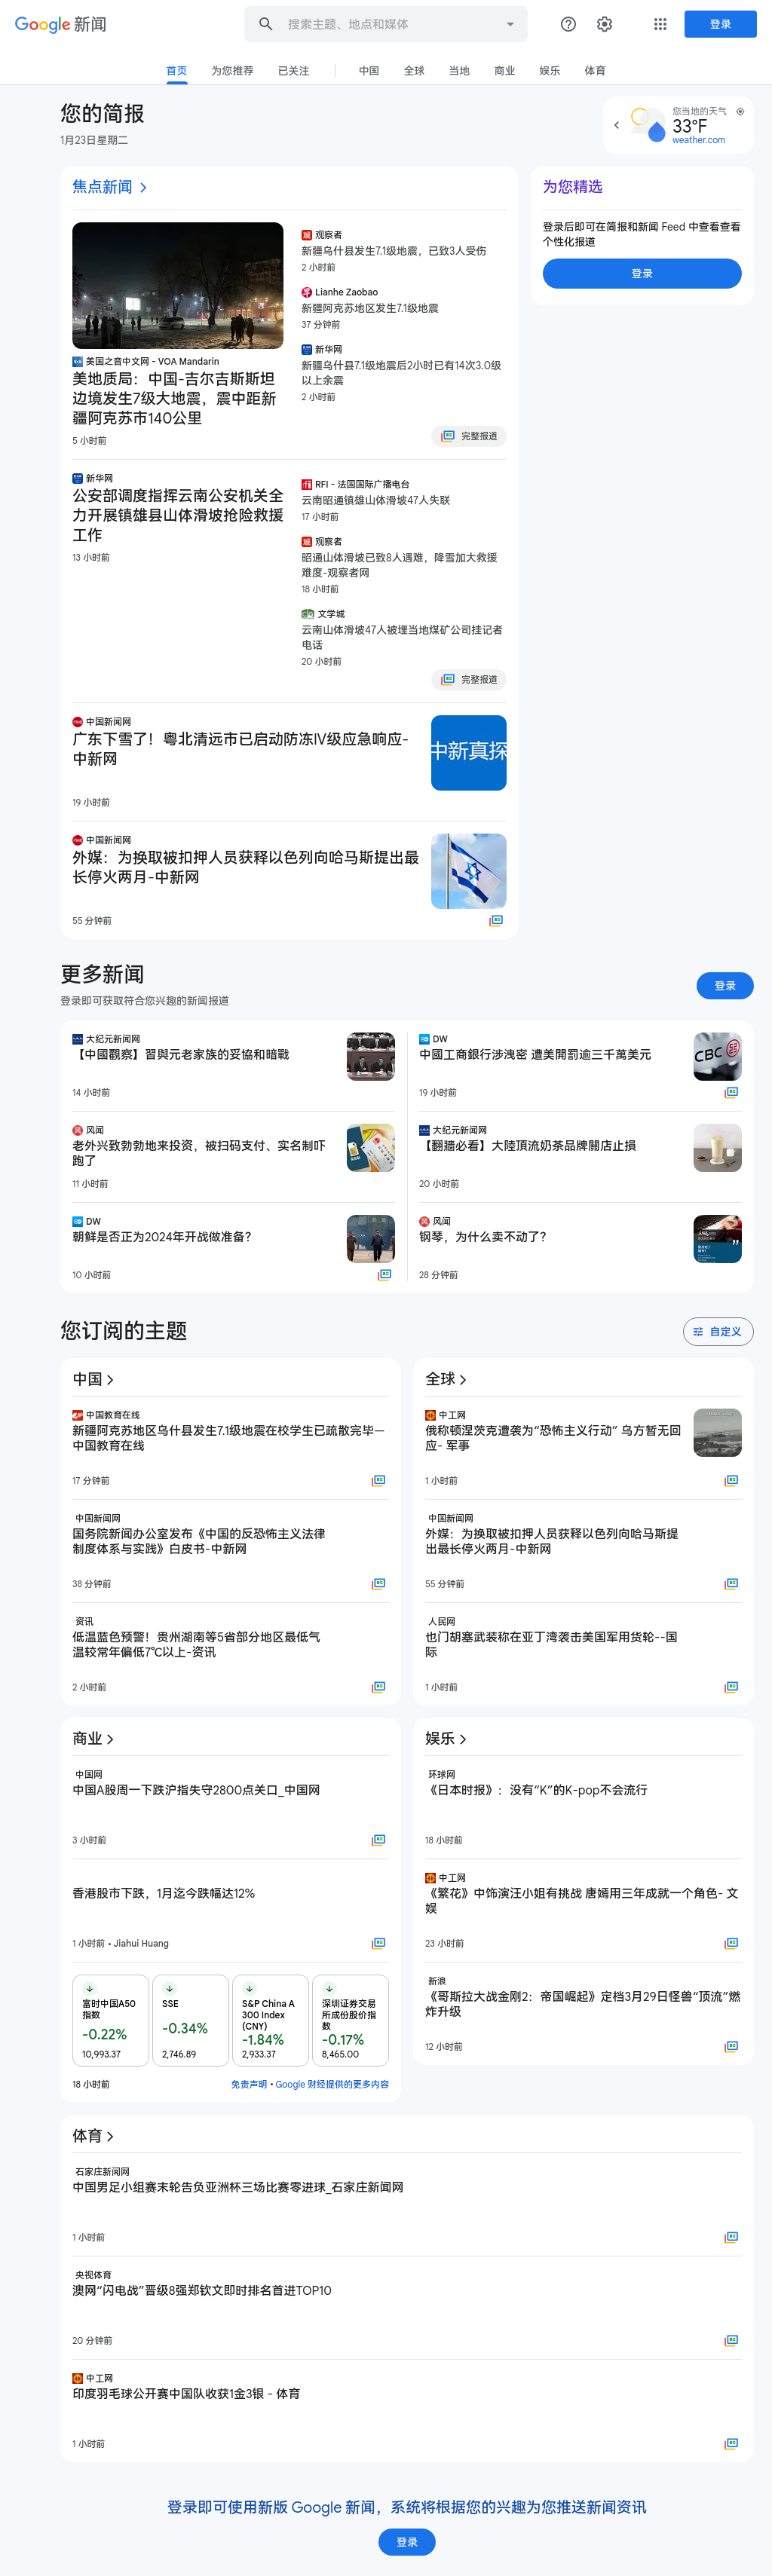 Google 新闻
搜索主题、地点和媒体
登录
首页
为您推荐
已关注
中国
全球
当地
商业
娱乐
体育
您的简报
1月23日星期二
您当地的天气
33°F
weather.com
焦点新闻
美国之音中文网 - VOA Mandarin
美地质局：中国-吉尔吉斯斯坦
边境发生7级大地震，震中距新
疆阿克苏市140公里
5 小时前
观察者
新疆乌什县发生7.1级地震，已致3人受伤
2 小时前
Lianhe Zaobao
新疆阿克苏地区发生7.1级地震
37 分钟前
新华网
新疆乌什县7.1级地震后2小时已有14次3.0级
以上余震
2 小时前
完整报道
为您精选
登录后即可在简报和新闻 Feed 中查看查看
个性化报道
登录
新华网
公安部调度指挥云南公安机关全
力开展镇雄县山体滑坡抢险救援
工作
13 小时前
RFI - 法国国际广播电台
云南昭通镇雄山体滑坡47人失联
17 小时前
观察者
昭通山体滑坡已致8人遇难，降雪加大救援
难度-观察者网
18 小时前
文学城
云南山体滑坡47人被埋当地煤矿公司挂记者
电话
20 小时前
完整报道
中国新闻网
广东下雪了！粤北清远市已启动防冻Ⅳ级应急响应-
中新网
19 小时前
中新真探
中国新闻网
外媒：为换取被扣押人员获释以色列向哈马斯提出最
长停火两月-中新网
55 分钟前
更多新闻
登录即可获取符合您兴趣的新闻报道
登录
大纪元新闻网
【中國觀察】習與元老家族的妥協和暗戰
14 小时前
DW
中國工商銀行涉洩密 遭美開罰逾三千萬美元
19 小时前
CBC
风闻
老外兴致勃勃地来投资，被扫码支付、实名制吓
跑了
11 小时前
大纪元新闻网
【翻牆必看】大陸頂流奶茶品牌關店止損
20 小时前
DW
朝鲜是否正为2024年开战做准备？
10 小时前
风闻
钢琴，为什么卖不动了？
28 分钟前
您订阅的主题
自定义
中国
中国教育在线
新疆阿克苏地区乌什县发生7.1级地震在校学生已疏散完毕—
中国教育在线
17 分钟前
中国新闻网
国务院新闻办公室发布《中国的反恐怖主义法律
制度体系与实践》白皮书-中新网
38 分钟前
资讯
低温蓝色预警！贵州湖南等5省部分地区最低气
温较常年偏低7℃以上-资讯
2 小时前
全球
中工网
俄称顿涅茨克遭袭为“恐怖主义行动” 乌方暂无回
应- 军事
1 小时前
中国新闻网
外媒：为换取被扣押人员获释以色列向哈马斯提
出最长停火两月-中新网
55 分钟前
人民网
也门胡塞武装称在亚丁湾袭击美国军用货轮--国
际
1 小时前
商业
中国网
中国A股周一下跌沪指失守2800点关口_中国网
3 小时前
香港股市下跌，1月迄今跌幅达12%
1 小时前 • Jiahui Huang
富时中国A50
指数
-0.22%
10,993.37
SSE
-0.34%
2,746.89
S&P China A
300 Index
(CNY)
-1.84%
2,933.37
深圳证券交易
所成份股价指
数
-0.17%
8,465.00
18 小时前
免责声明 • Google 财经提供的更多内容
娱乐
环球网
《日本时报》：没有“K”的K-pop不会流行
18 小时前
中工网
《繁花》中饰演汪小姐有挑战 唐嫣用三年成就一个角色- 文
娱
23 小时前
新浪
《哥斯拉大战金刚2：帝国崛起》定档3月29日怪兽“顶流”燃
炸升级
12 小时前
体育
石家庄新闻网
中国男足小组赛末轮告负亚洲杯三场比赛零进球_石家庄新闻网
1 小时前
央视体育
澳网“闪电战”晋级8强郑钦文即时排名首进TOP10
20 分钟前
中工网
印度羽毛球公开赛中国队收获1金3银 - 体育
1 小时前
登录即可使用新版 Google 新闻，系统将根据您的兴趣为您推送新闻资讯
登录